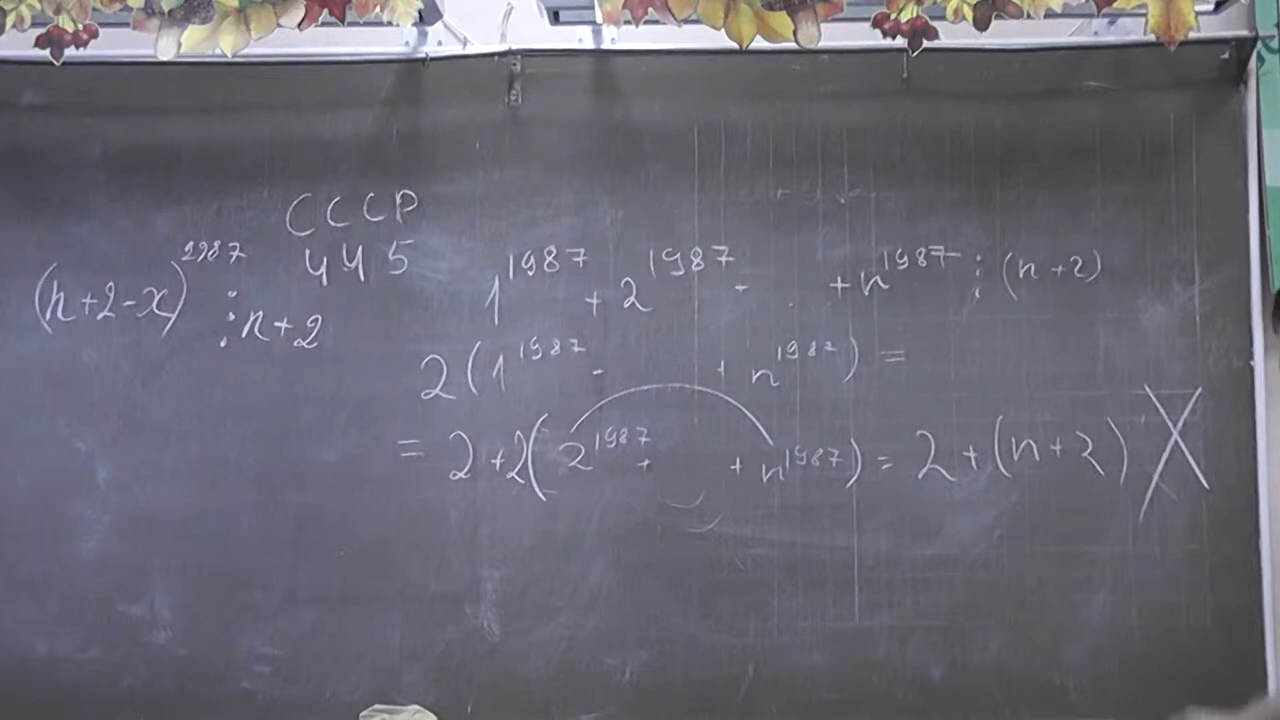 СССР
445
(n+2-x)^1987 ⋮ n+2
1^1987 + 2^1987 + . . + n^1987 ⋮ (n+2)
2(1^1987 + + n^1987) =
= 2+2(2^1987 + + n^1987) = 2+(n+2) X